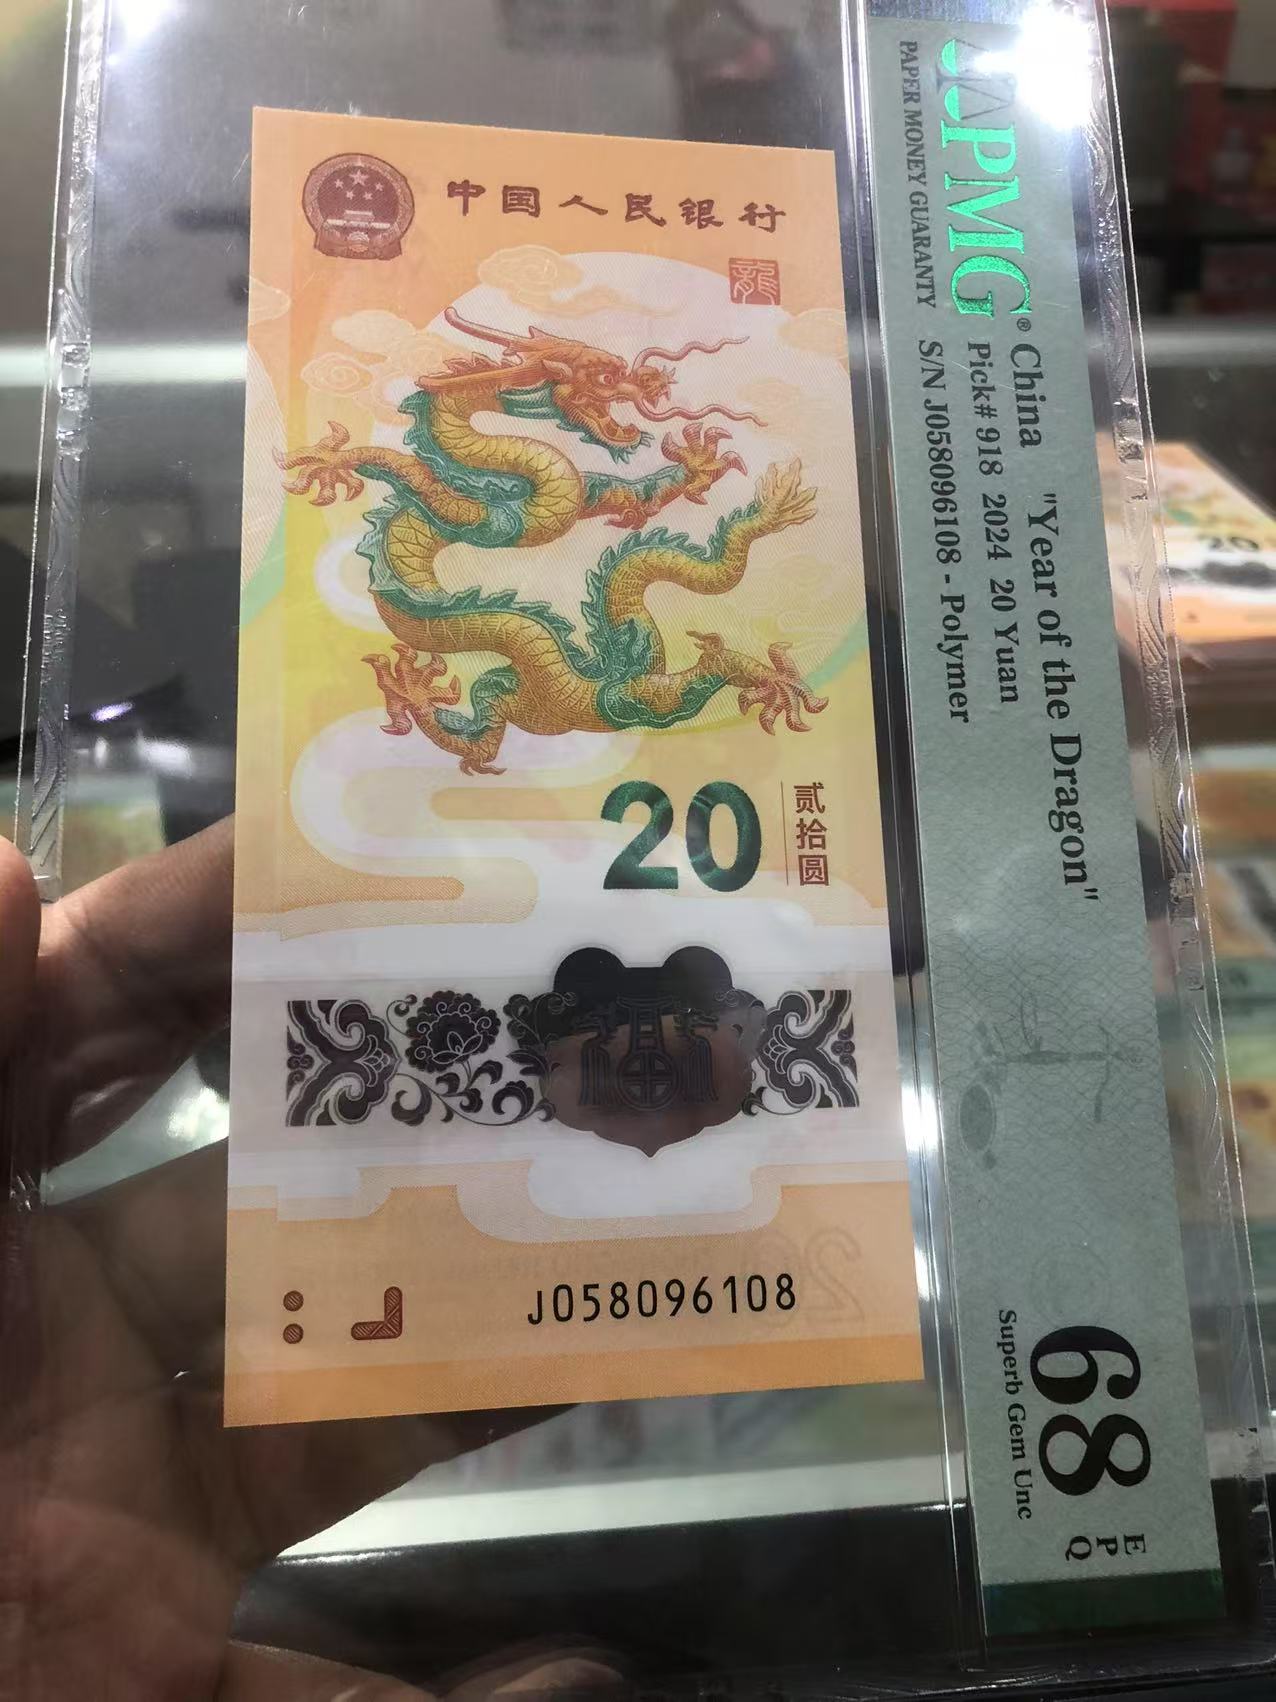 中国人民银行
龍
20
贰拾圆
J058096108
PMG®
PAPER MONEY GUARANTY
China "Year of the Dragon"
Pick# 918 2024 20 Yuan
S/N J058096108 - Polymer
68
EPQ
Superb Gem Unc
20